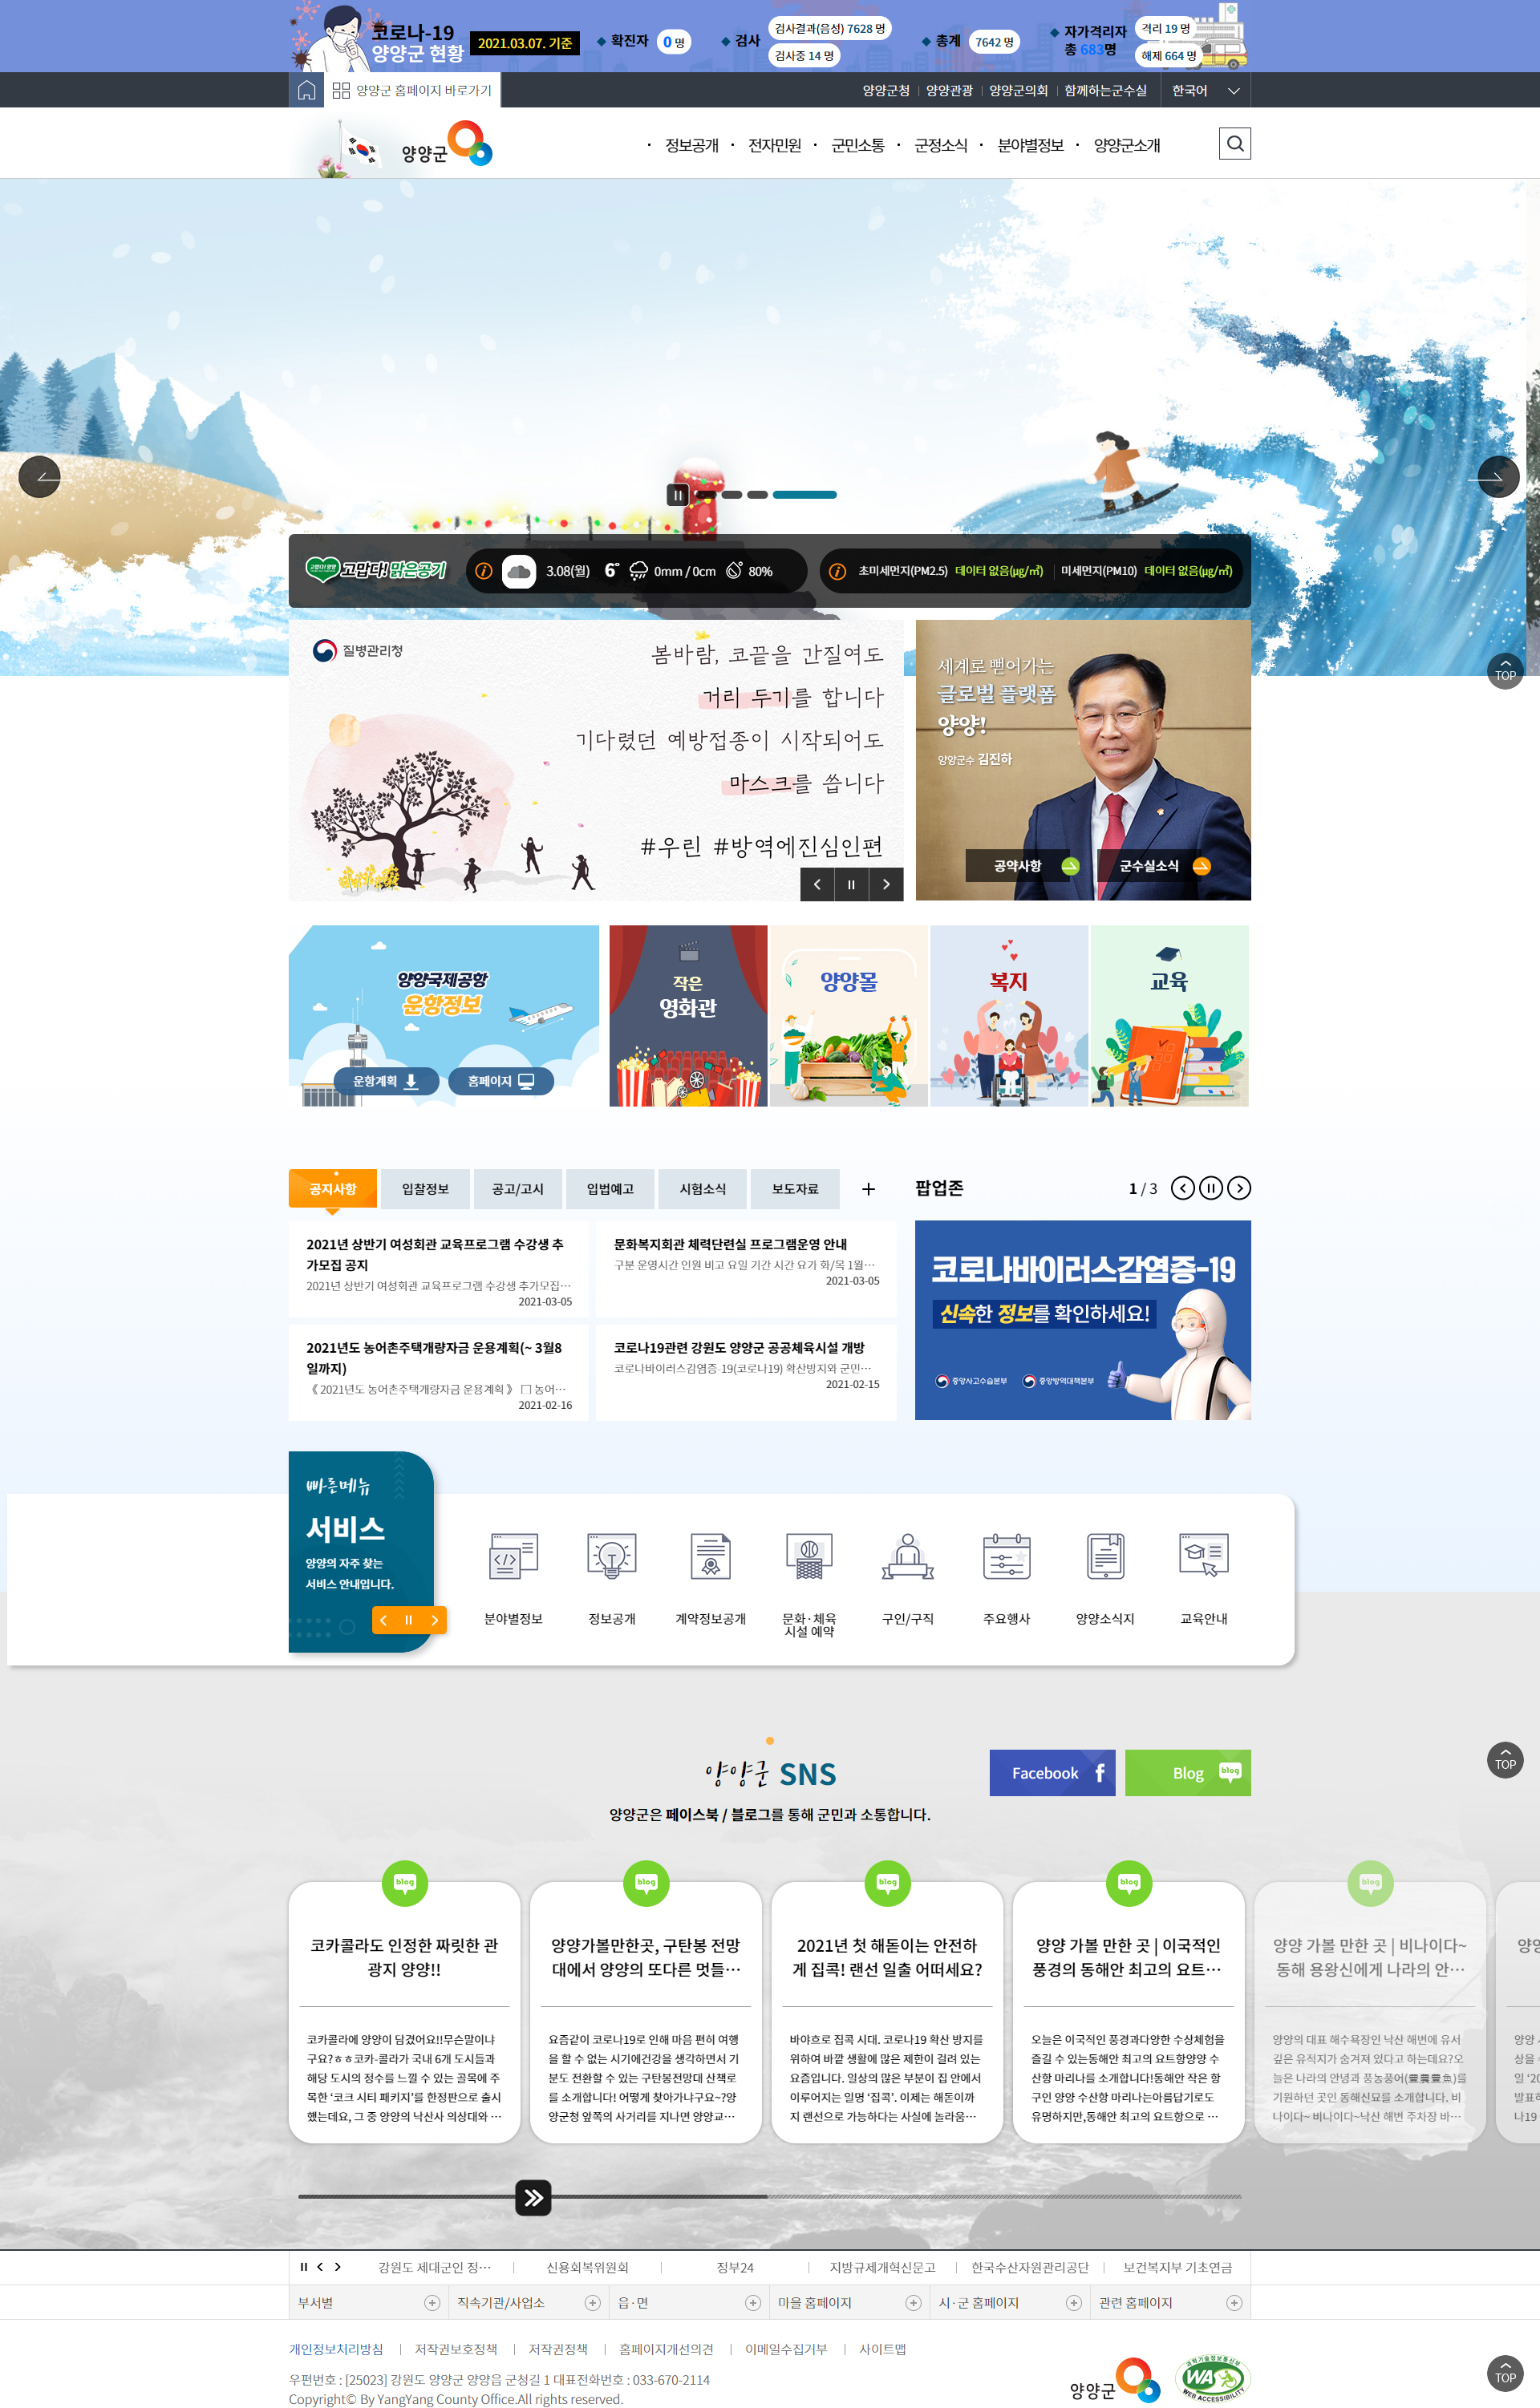 코로나-19
양양군 현황
2021.03.07. 기준
확진자 0 명
검사
검사결과(음성) 7628 명
검사중 14 명
총계 7642 명
자가격리자
총 683명
격리 19 명
해제 664 명
양양군 홈페이지 바로가기
양양군청 양양관광 양양군의회 함께하는군수실 한국어
양양군
정보공개 전자민원 군민소통 군정소식 분야별정보 양양군소개
고맙다! 양양
고맙다! 맑은공기
3.08(월) 6° 0mm / 0cm 80%
초미세먼지(PM2.5) 데이터 없음(㎍/㎥) 미세먼지(PM10) 데이터 없음(㎍/㎥)
질병관리청
봄바람, 코끝을 간질여도
거리 두기를 합니다
기다렸던 예방접종이 시작되어도
마스크를 씁니다
#우린 #방역에진심인편
세계로 뻗어가는
글로벌 플랫폼
양양!
양양군수 김진하
공약사항 군수실소식
TOP
양양국제공항
운항정보
운항계획 홈페이지
작은
영화관
양양몰
복지
교육
공지사항 입찰정보 공고/고시 입법예고 시험소식 보도자료
팝업존
1 / 3
2021년 상반기 여성회관 교육프로그램 수강생 추
가모집 공지
2021년 상반기 여성회관 교육프로그램 수강생 추가모집…
2021-03-05
문화복지회관 체력단련실 프로그램운영 안내
구분 운영시간 인원 비고 요일 기간 시간 요가 화/목 1월…
2021-03-05
2021년도 농어촌주택개량자금 운용계획(~ 3월8
일까지)
《 2021년도 농어촌주택개량자금 운용계획 》 □ 농어…
2021-02-16
코로나19관련 강원도 양양군 공공체육시설 개방
코로나바이러스감염증-19(코로나19) 확산방지와 군민…
2021-02-15
코로나바이러스감염증-19
신속한 정보를 확인하세요!
중앙사고수습본부 중앙방역대책본부
빠른메뉴
서비스
양양의 자주 찾는
서비스 안내입니다.
분야별정보
정보공개
계약정보공개
문화·체육
시설 예약
구인/구직
주요행사
양양소식지
교육안내
양양군 SNS
양양군은 페이스북 / 블로그를 통해 군민과 소통합니다.
Facebook
Blog blog
TOP
blog
코카콜라도 인정한 짜릿한 관
광지 양양!!
코카콜라에 양양이 담겼어요!!무슨말이냐
구요?ㅎㅎ코카-콜라가 국내 6개 도시들과
해당 도시의 정수를 느낄 수 있는 골목에 주
목한 ‘코크 시티 패키지’를 한정판으로 출시
했는데요, 그 중 양양의 낙산사 의상대와 …
blog
양양가볼만한곳, 구탄봉 전망
대에서 양양의 또다른 멋들…
요즘같이 코로나19로 인해 마음 편히 여행
을 할 수 없는 시기에건강을 생각하면서 기
분도 전환할 수 있는 구탄봉전망대 산책로
를 소개합니다! 어떻게 찾아가냐구요~?양
양군청 앞쪽의 사거리를 지나면 양양교…
blog
2021년 첫 해돋이는 안전하
게 집콕! 랜선 일출 어떠세요?
바야흐로 집콕 시대. 코로나19 확산 방지를
위하여 바깥 생활에 많은 제한이 걸려 있는
요즘입니다. 일상의 많은 부분이 집 안에서
이루어지는 일명 ‘집콕’. 이제는 해돋이까
지 랜선으로 가능하다는 사실에 놀라움…
blog
양양 가볼 만한 곳 | 이국적인
풍경의 동해안 최고의 요트…
오늘은 이국적인 풍경과다양한 수상체험을
즐길 수 있는동해안 최고의 요트항양양 수
산항 마리나를 소개합니다!동해안 작은 항
구인 양양 수산항 마리나는아름답기로도
유명하지만,동해안 최고의 요트항으로 …
blog
양양 가볼 만한 곳 | 비나이다~
동해 용왕신에게 나라의 안…
양양의 대표 해수욕장인 낙산 해변에 유서
깊은 유적지가 숨겨져 있다고 하는데요?오
늘은 나라의 안녕과 풍농풍어(豊農豊魚)를
기원하던 곳인 동해신묘를 소개합니다. 비
나이다~ 비나이다~낙산 해변 주차장 바…
양양
양양
상을
일 ‘20
발표하
나19
강원도 제대군인 정… 신용회복위원회 정부24 지방규제개혁신문고 한국수산자원관리공단 보건복지부 기초연금
부서별 직속기관/사업소 읍·면 마을 홈페이지 시·군 홈페이지 관련 홈페이지
개인정보처리방침 저작권보호정책 저작권정책 홈페이지개선의견 이메일수집거부 사이트맵
우편번호 : [25023] 강원도 양양군 양양읍 군청길 1 대표전화번호 : 033-670-2114
Copyright© By YangYang County Office.All rights reserved.
양양군
과학기술정보통신부
WA
WEB ACCESSIBILITY
TOP